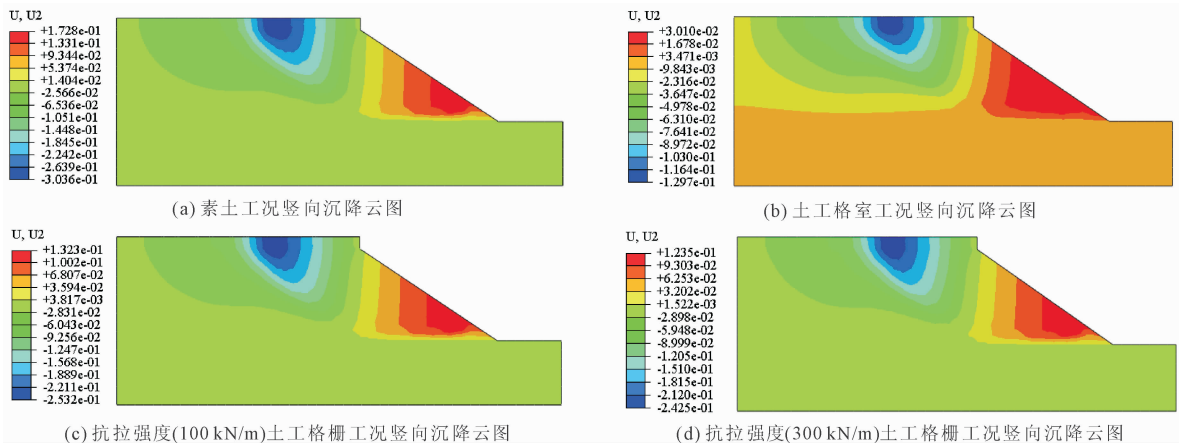 U, U2
+1.728e-01
+1.331e-01
+9.344e-02
+5.374e-02
+1.404e-02
-2.566e-02
-6.536e-02
-1.051e-01
-1.448e-01
-1.845e-01
-2.242e-01
-2.639e-01
-3.036e-01
(a) 素土工况竖向沉降云图
U, U2
+3.010e-02
+1.678e-02
+3.471e-03
-9.843e-03
-2.316e-02
-3.647e-02
-4.978e-02
-6.310e-02
-7.641e-02
-8.972e-02
-1.030e-01
-1.164e-01
-1.297e-01
(b) 土工格室工况竖向沉降云图
U, U2
+1.323e-01
+1.002e-01
+6.807e-02
+3.594e-02
+3.817e-03
-2.831e-02
-6.043e-02
-9.256e-02
-1.247e-01
-1.568e-01
-1.889e-01
-2.211e-01
-2.532e-01
(c) 抗拉强度(100 kN/m)土工格栅工况竖向沉降云图
U, U2
+1.235e-01
+9.303e-02
+6.253e-02
+3.202e-02
+1.522e-03
-2.898e-02
-5.948e-02
-8.999e-02
-1.205e-01
-1.510e-01
-1.815e-01
-2.120e-01
-2.425e-01
(d) 抗拉强度(300 kN/m)土工格栅工况竖向沉降云图